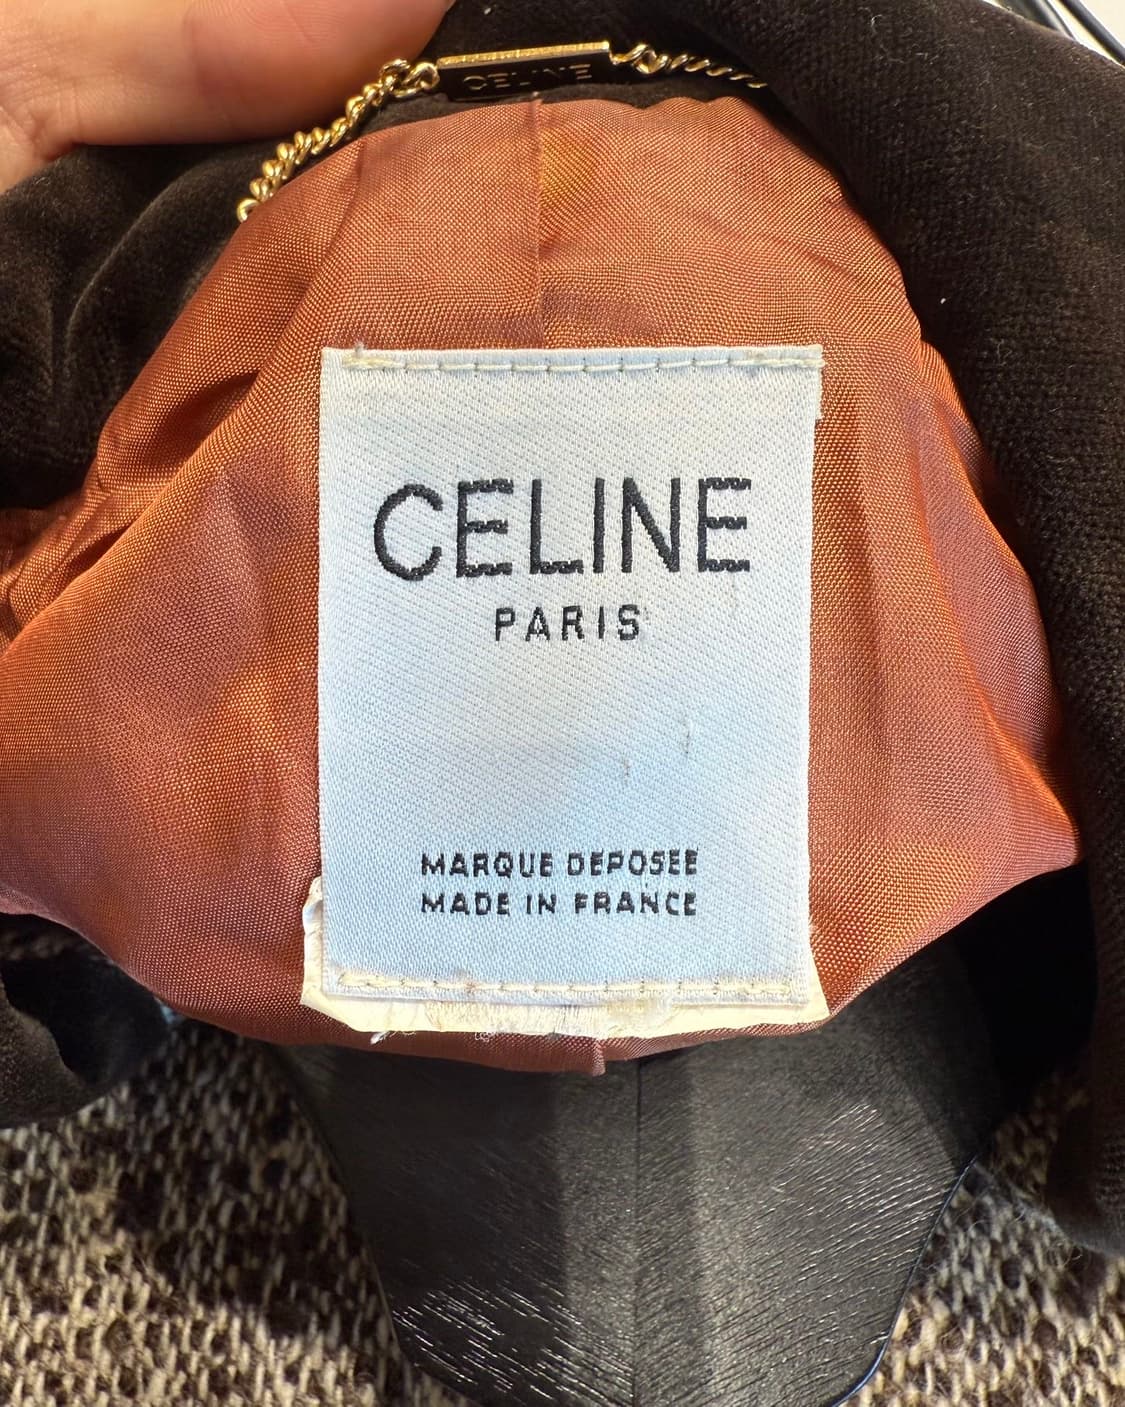 CELINE
CELINE
PARIS
MARQUE DEPOSEE
MADE IN FRANCE